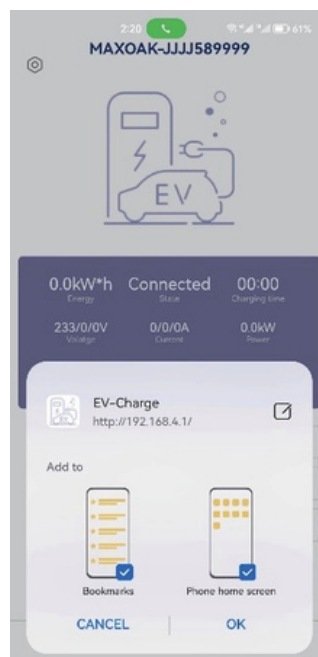 2:20 61%
MAXOAK-JJJJ589999
EV
0.0kW*h Connected 00:00
Energy State Charging time
233/0/0V 0/0/0A 0.0kW
Volatge Current Power
EV-Charge
http://192.168.4.1/
Add to
Bookmarks Phone home screen
CANCEL OK